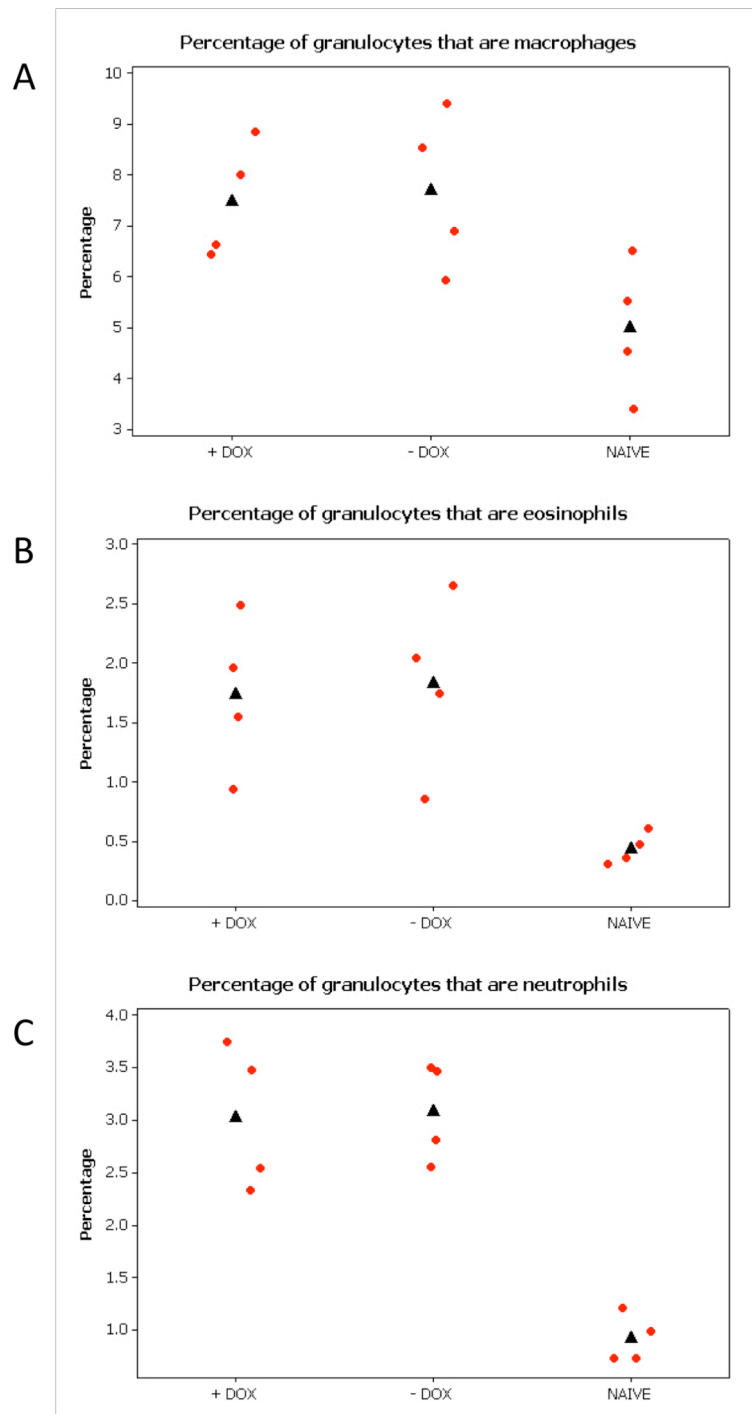 A
Percentage of granulocytes that are macrophages
Percentage
10
9
8
7
6
5
4
3
+ DOX - DOX NAIVE
B
Percentage of granulocytes that are eosinophils
Percentage
3.0
2.5
2.0
1.5
1.0
0.5
0.0
+ DOX - DOX NAIVE
C
Percentage of granulocytes that are neutrophils
Percentage
4.0
3.5
3.0
2.5
2.0
1.5
1.0
+ DOX - DOX NAIVE